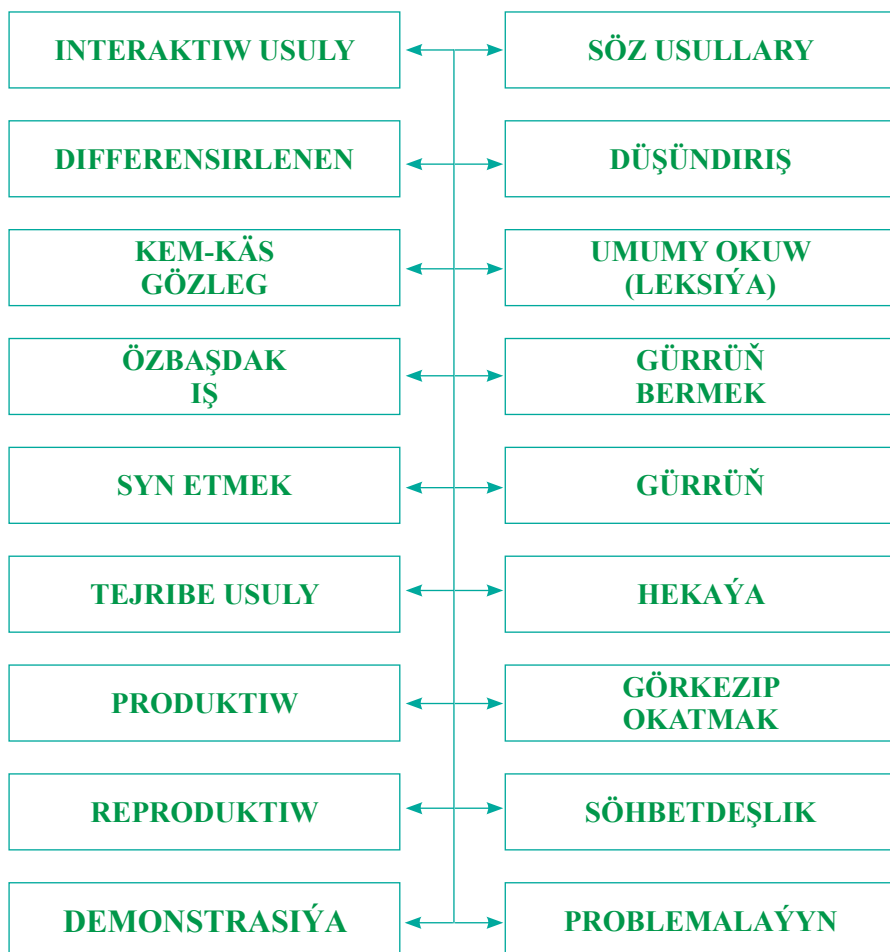 INTERAKTIW USULY
SÖZ USULLARY
DIFFERENSIRLENEN
DÜŞÜNDIRIŞ
KEM-KÄS
GÖZLEG
UMUMY OKUW
(LEKSIÝA)
ÖZBAŞDAK
IŞ
GÜRRÜŇ
BERMEK
SYN ETMEK
GÜRRÜŇ
TEJRIBE USULY
HEKAÝA
PRODUKTIW
GÖRKEZIP
OKATMAK
REPRODUKTIW
SÖHBETDEŞLIK
DEMONSTRASIÝA
PROBLEMALAÝYN